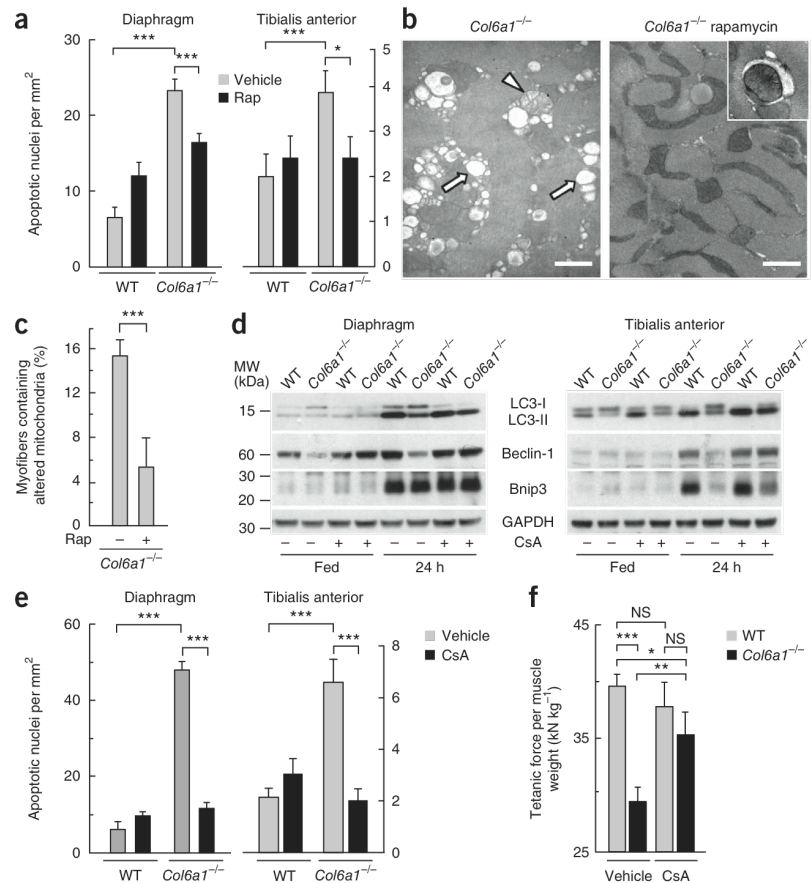 a
Diaphragm
Tibialis anterior
Apoptotic nuclei per mm2
30
20
10
0
***
***
Vehicle
Rap
***
*
5
4
3
2
1
0
WT
Col6a1–/–
WT
Col6a1–/–
b
Col6a1–/–
Col6a1–/– rapamycin
c
Myofibers containing
altered mitochondria (%)
16
12
8
4
0
***
Rap – +
Col6a1–/–
d
Diaphragm
Tibialis anterior
MW
(kDa)
WT Col6a1–/– WT Col6a1–/– WT Col6a1–/– WT Col6a1–/–
WT Col6a1–/– WT Col6a1–/– WT Col6a1–/– WT Col6a1–/–
15
60
30
20
30
LC3-I
LC3-II
Beclin-1
Bnip3
GAPDH
– – + + – – + + CsA – – + + – – + +
Fed
24 h
Fed
24 h
e
Diaphragm
Tibialis anterior
Apoptotic nuclei per mm2
60
40
20
0
***
***
***
***
8
6
4
2
0
Vehicle
CsA
WT
Col6a1–/–
WT
Col6a1–/–
f
Tetanic force per muscle
weight (kN kg–1)
45
35
25
NS
***
NS
*
**
WT
Col6a1–/–
Vehicle
CsA